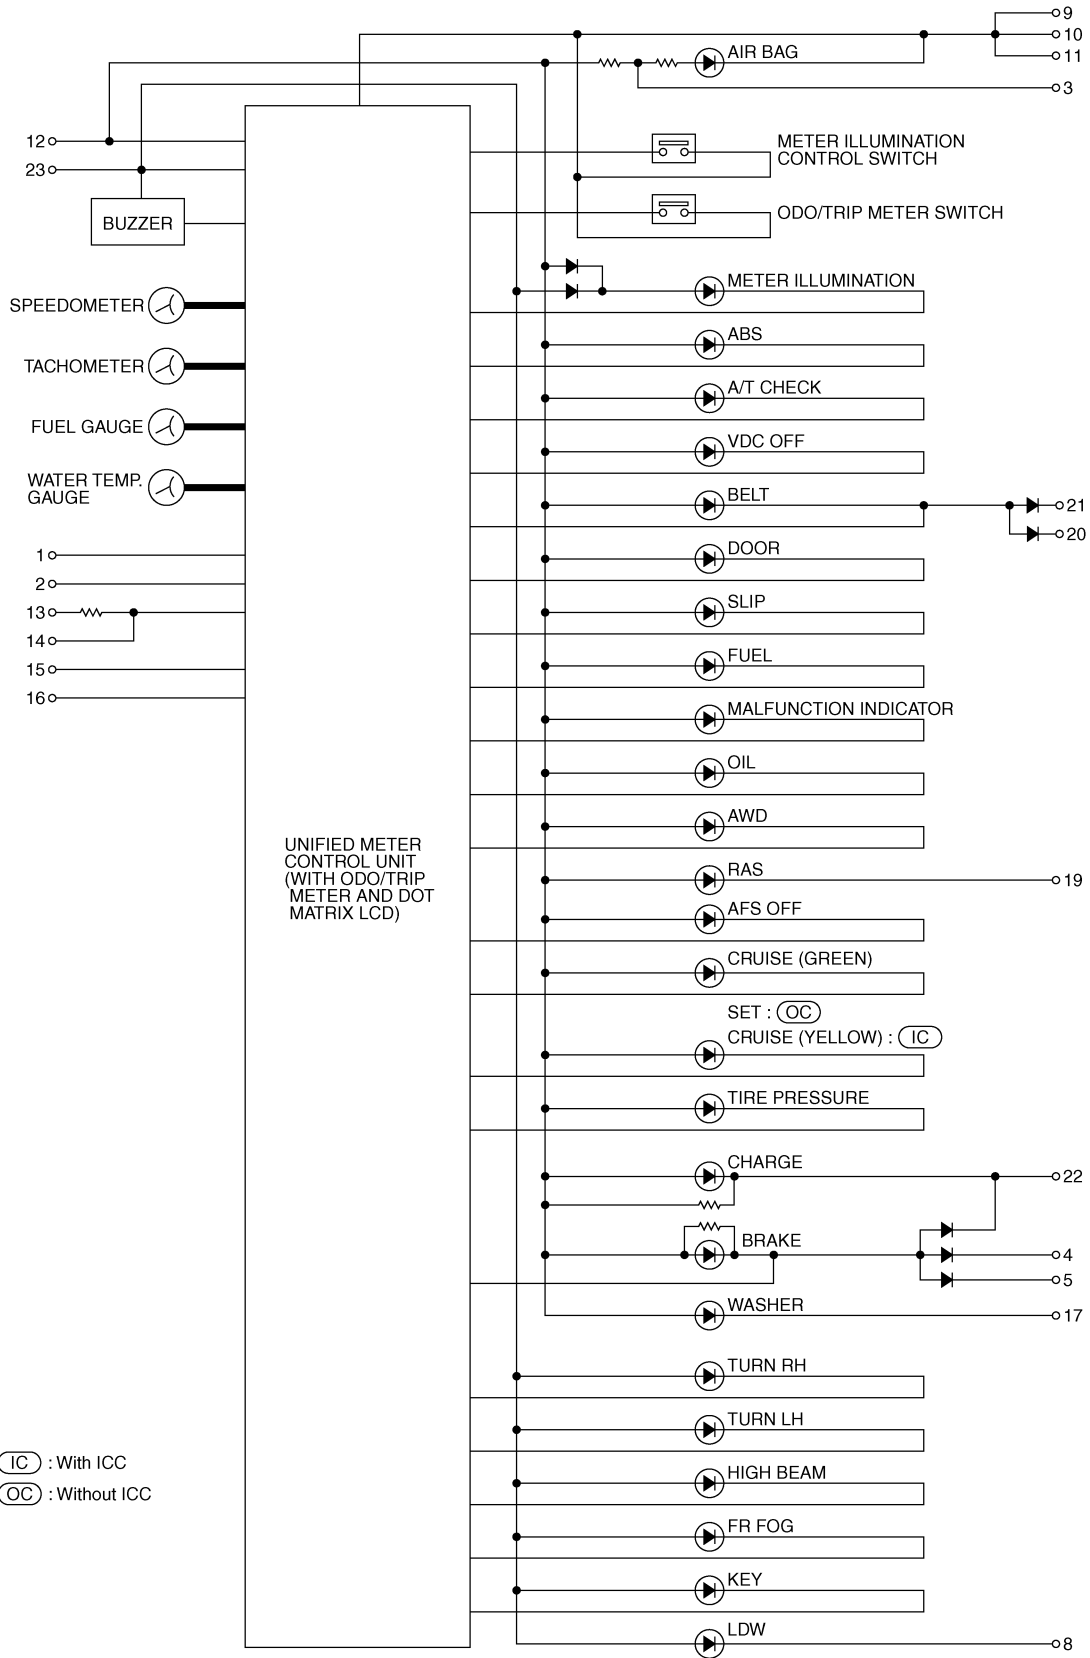 9
10
AIR BAG
11
3
12
METER ILLUMINATION
CONTROL SWITCH
23
BUZZER
ODO/TRIP METER SWITCH
METER ILLUMINATION
SPEEDOMETER
ABS
TACHOMETER
A/T CHECK
FUEL GAUGE
VDC OFF
WATER TEMP.
GAUGE
BELT
21
20
1
DOOR
2
SLIP
13
14
FUEL
15
16
MALFUNCTION INDICATOR
OIL
AWD
UNIFIED METER
CONTROL UNIT
(WITH ODO/TRIP
METER AND DOT
MATRIX LCD)
RAS
19
AFS OFF
CRUISE (GREEN)
SET : OC
CRUISE (YELLOW) : IC
TIRE PRESSURE
CHARGE
22
BRAKE
4
5
WASHER
17
TURN RH
TURN LH
IC : With ICC
HIGH BEAM
OC : Without ICC
FR FOG
KEY
LDW
8